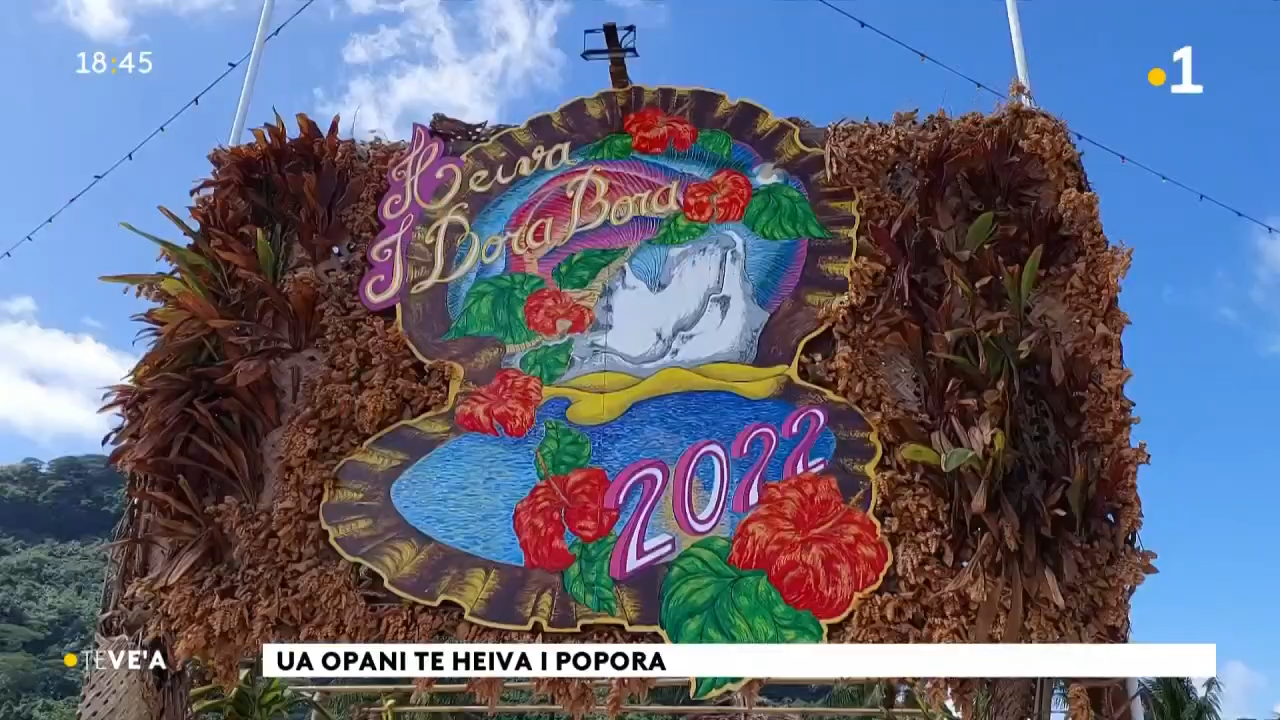 18:45
1
Heiva
I Bora Bora
2022
TEVE'A
UA OPANI TE HEIVA I POPORA